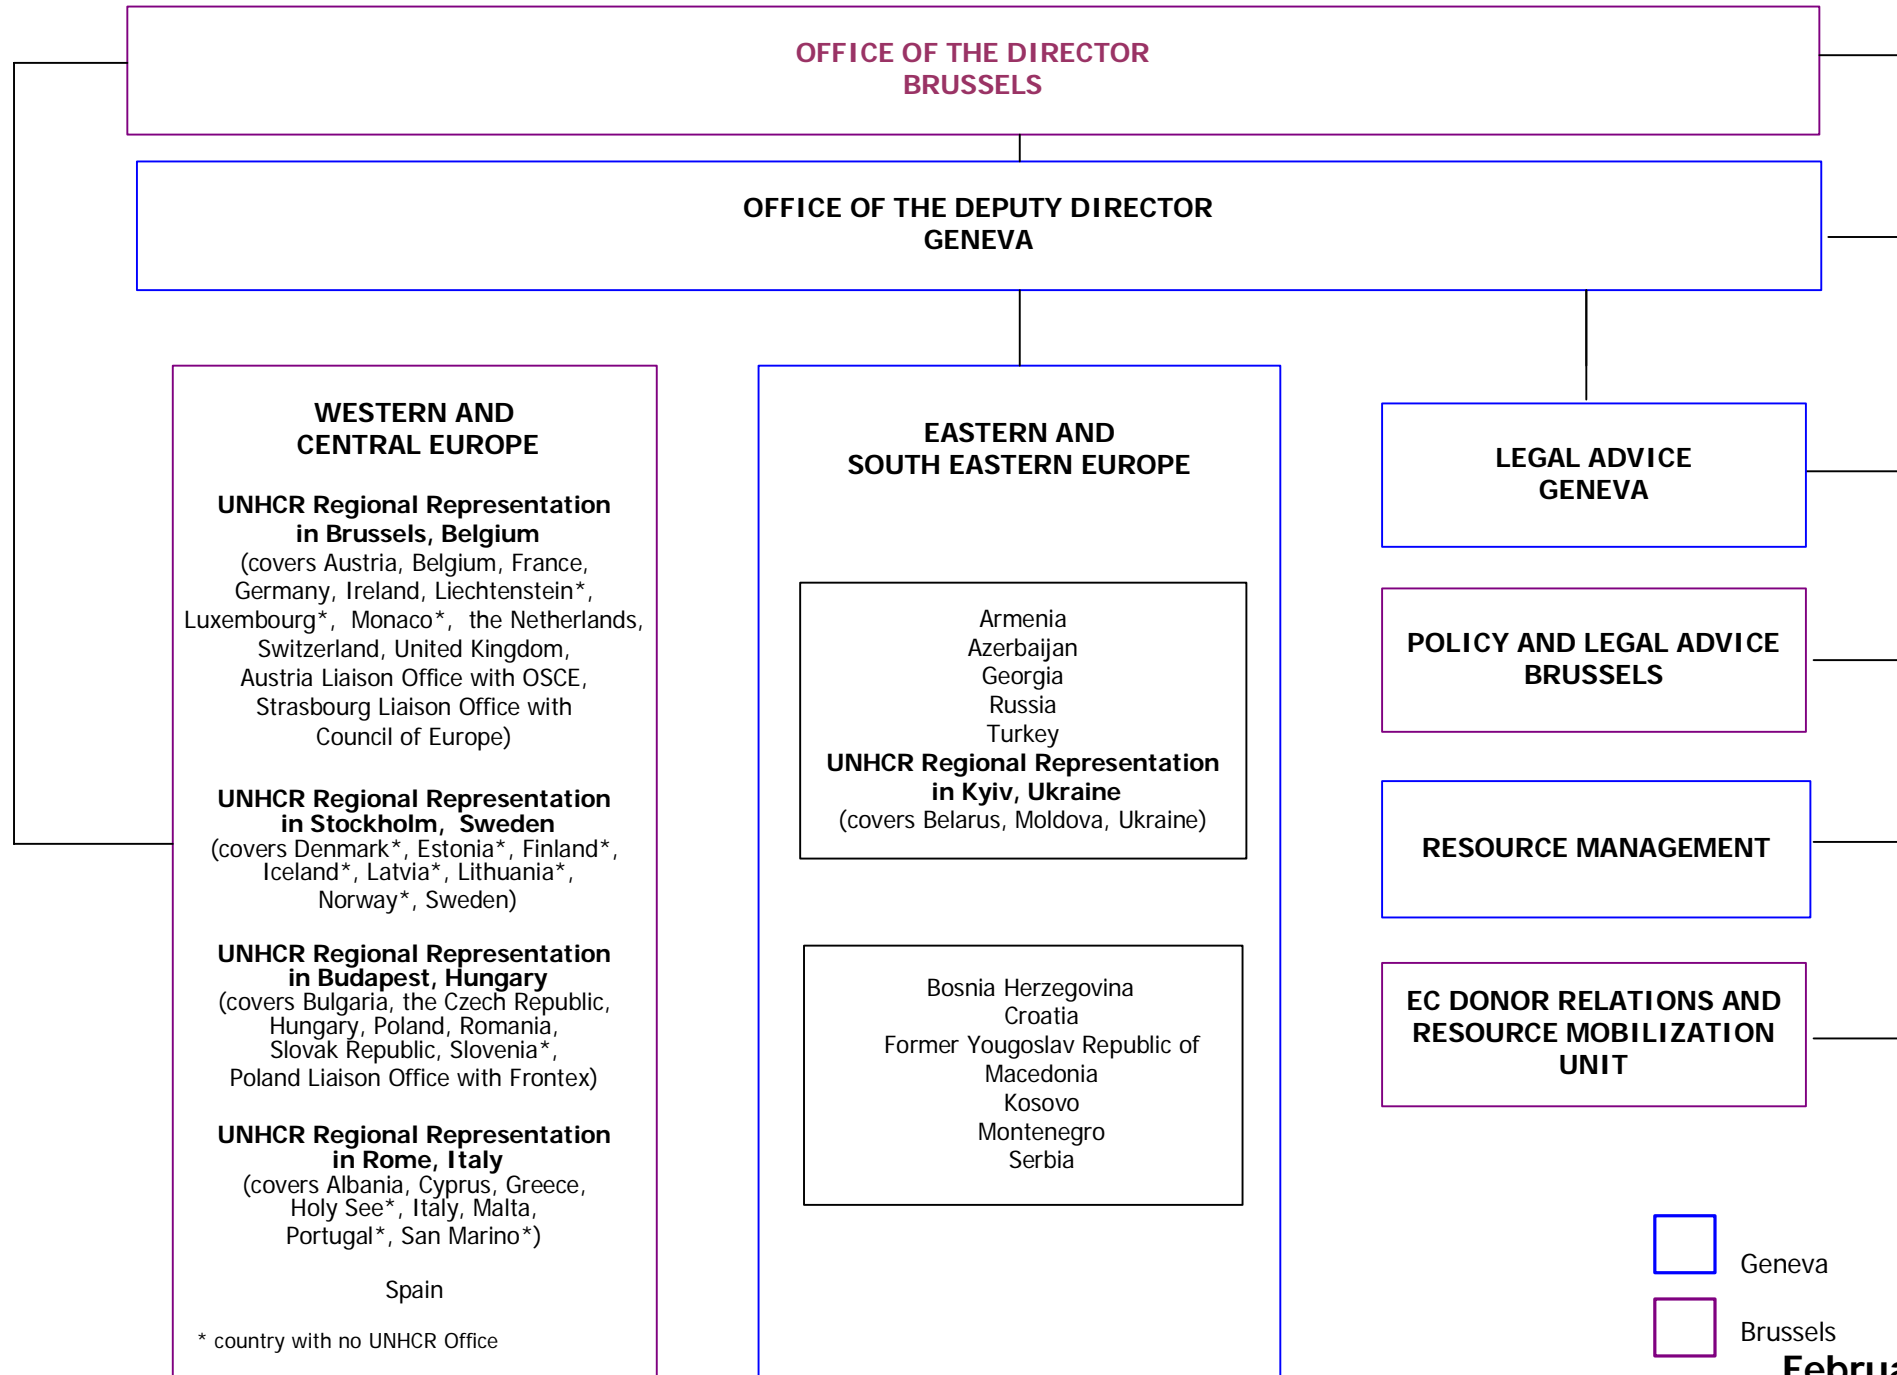 OFFICE OF THE DIRECTOR
BRUSSELS
OFFICE OF THE DEPUTY DIRECTOR
GENEVA
WESTERN AND
CENTRAL EUROPE
UNHCR Regional Representation
in Brussels, Belgium
(covers Austria, Belgium, France,
Germany, Ireland, Liechtenstein*,
Luxembourg*, Monaco*, the Netherlands,
Switzerland, United Kingdom,
Austria Liaison Office with OSCE,
Strasbourg Liaison Office with
Council of Europe)
UNHCR Regional Representation
in Stockholm, Sweden
(covers Denmark*, Estonia*, Finland*,
Iceland*, Latvia*, Lithuania*,
Norway*, Sweden)
UNHCR Regional Representation
in Budapest, Hungary
(covers Bulgaria, the Czech Republic,
Hungary, Poland, Romania,
Slovak Republic, Slovenia*,
Poland Liaison Office with Frontex)
UNHCR Regional Representation
in Rome, Italy
(covers Albania, Cyprus, Greece,
Holy See*, Italy, Malta,
Portugal*, San Marino*)
Spain
* country with no UNHCR Office
EASTERN AND
SOUTH EASTERN EUROPE
Armenia
Azerbaijan
Georgia
Russia
Turkey
UNHCR Regional Representation
in Kyiv, Ukraine
(covers Belarus, Moldova, Ukraine)
Bosnia Herzegovina
Croatia
Former Yougoslav Republic of
Macedonia
Kosovo
Montenegro
Serbia
LEGAL ADVICE
GENEVA
POLICY AND LEGAL ADVICE
BRUSSELS
RESOURCE MANAGEMENT
EC DONOR RELATIONS AND
RESOURCE MOBILIZATION
UNIT
Geneva
Brussels